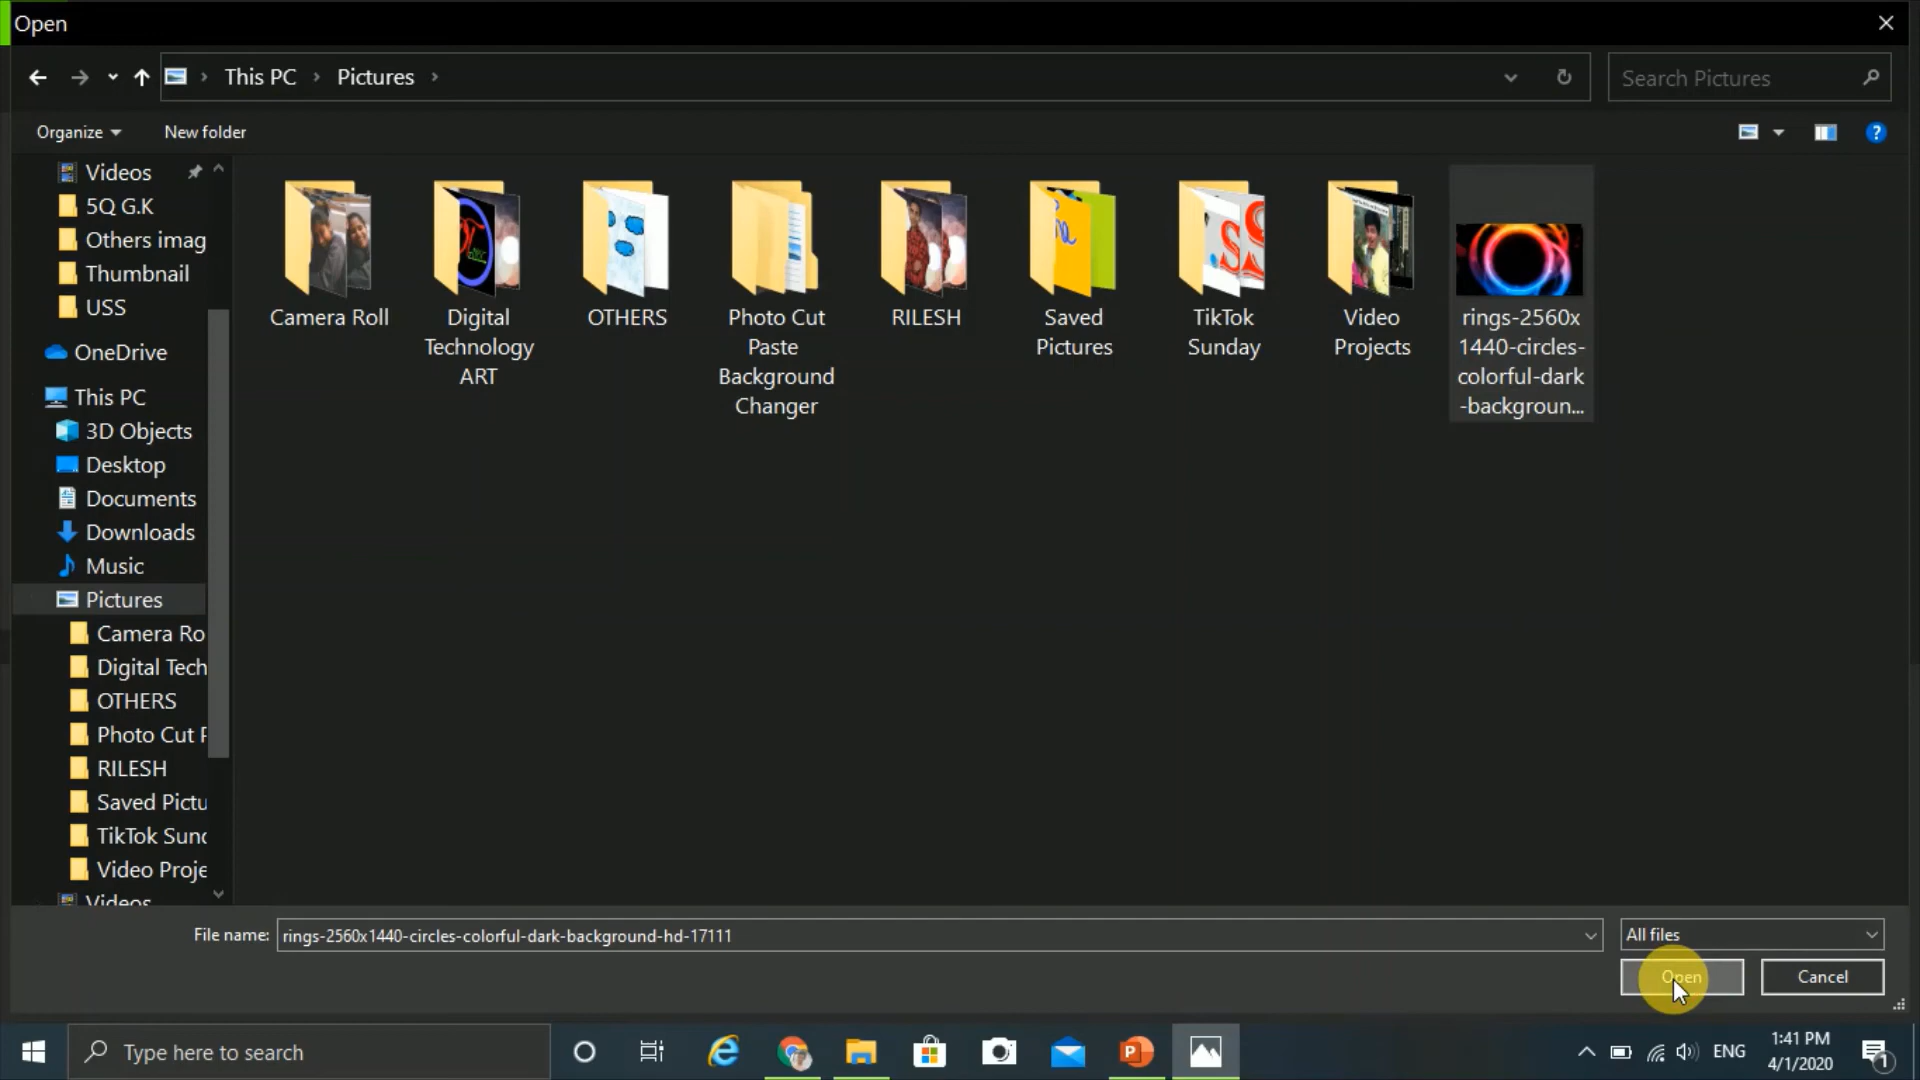 Open
This PC
Pictures
Search Pictures
Organize
New folder
?
Videos
5Q G.K
Others imag
Thumbnail
USS
OneDrive
This PC
3D Objects
Desktop
Documents
Downloads
Music
Pictures
Camera Ro
Digital Tech
OTHERS
Photo Cut P
RILESH
Saved Pictu
TikTok Sund
Video Proje
Videos
Camera Roll
Digital
Technology
ART
OTHERS
Photo Cut
Paste
Background
Changer
RILESH
Saved
Pictures
TikTok
Sunday
Video
Projects
rings-2560x
1440-circles-
colorful-dark
-backgroun...
File name:
rings-2560x1440-circles-colorful-dark-background-hd-17111
All files
Open
Cancel
Type here to search
ENG
1:41 PM
4/1/2020
1